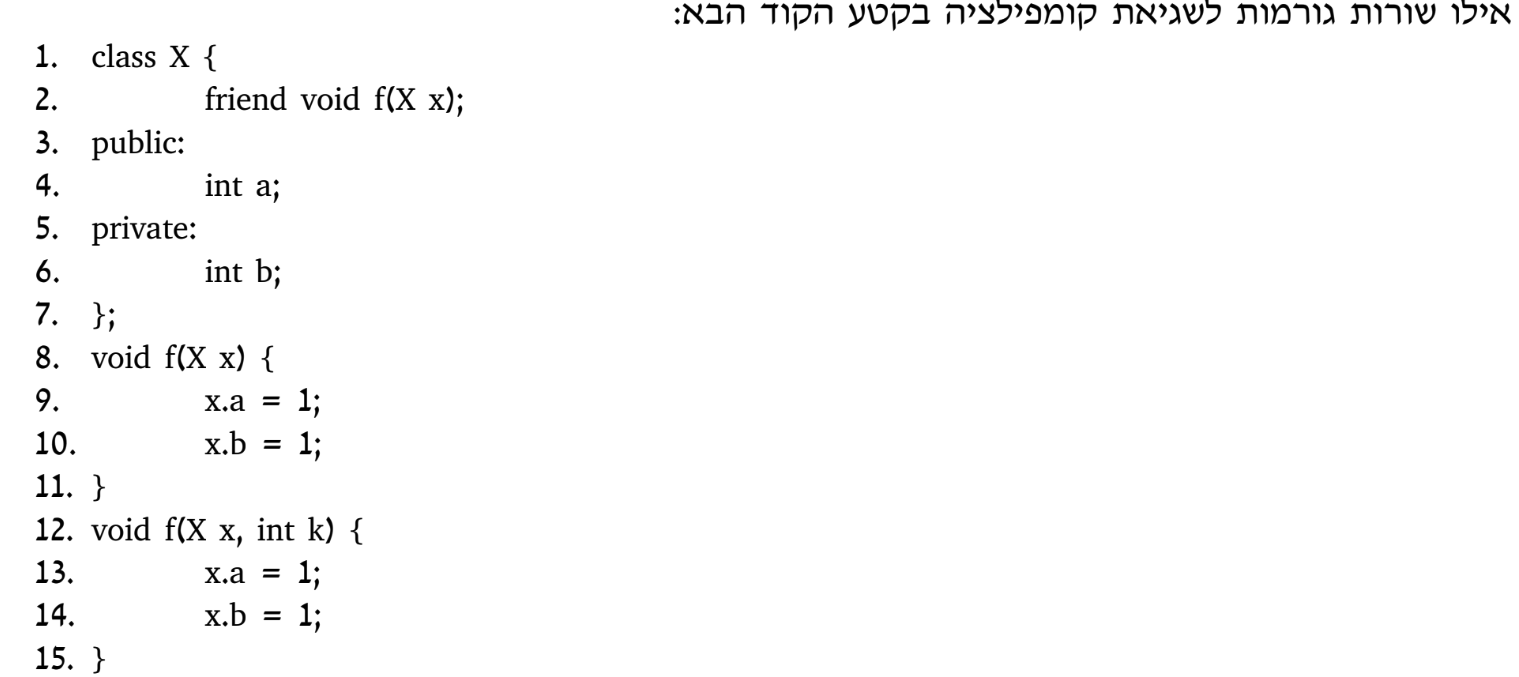 אילו שורות גורמות לשגיאת קומפילציה בקטע הקוד הבא:
1. class X {
2. friend void f(X x);
3. public:
4. int a;
5. private:
6. int b;
7. };
8. void f(X x) {
9. x.a = 1;
10. x.b = 1;
11. }
12. void f(X x, int k) {
13. x.a = 1;
14. x.b = 1;
15. }